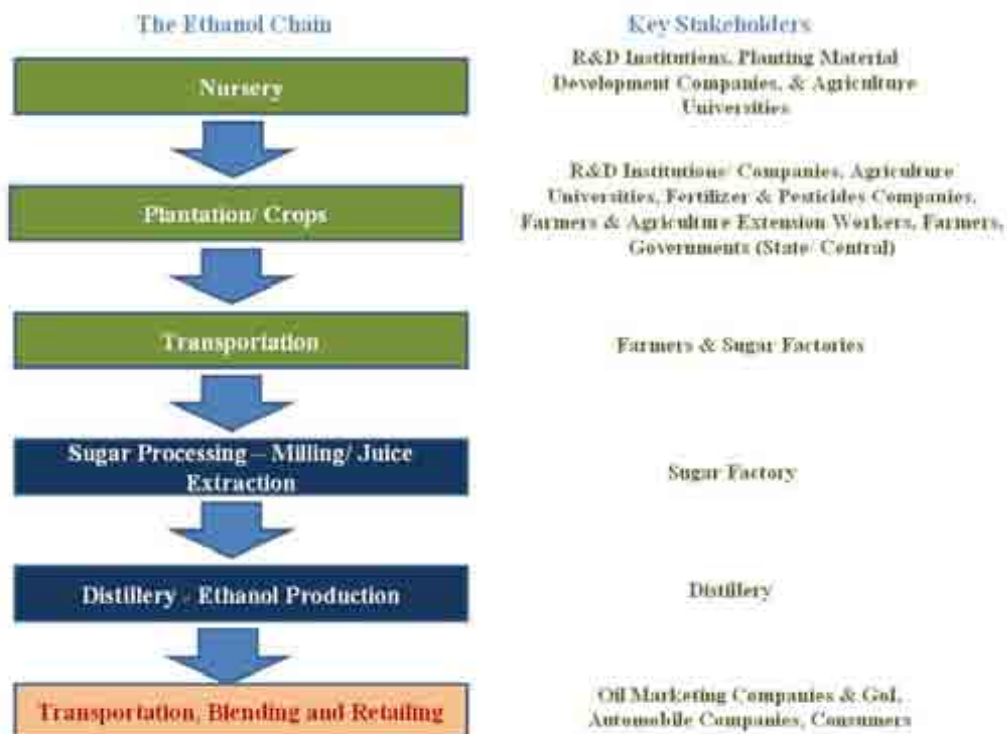 The Ethanol Chain
Key Stakeholders
Nursery
R&D Institutions, Planting Material
Development Companies, & Agriculture
Universities
Plantation/ Crops
R&D Institutions/ Companies, Agriculture
Universities, Fertilizer & Pesticides Companies,
Farmers & Agriculture Extension Workers, Farmers,
Governments (State/ Central)
Transportation
Farmers & Sugar Factories
Sugar Processing – Milling/ Juice
Extraction
Sugar Factory
Distillery - Ethanol Production
Distillery
Transportation, Blending and Retailing
Oil Marketing Companies & GoI,
Automobile Companies, Consumers